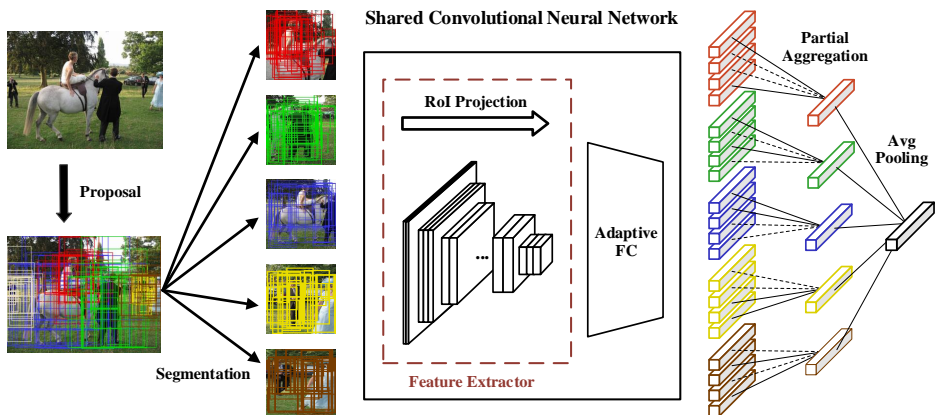 Shared Convolutional Neural Network
Proposal
Segmentation
RoI Projection
...
Feature Extractor
Adaptive
FC
Partial
Aggregation
Avg
Pooling